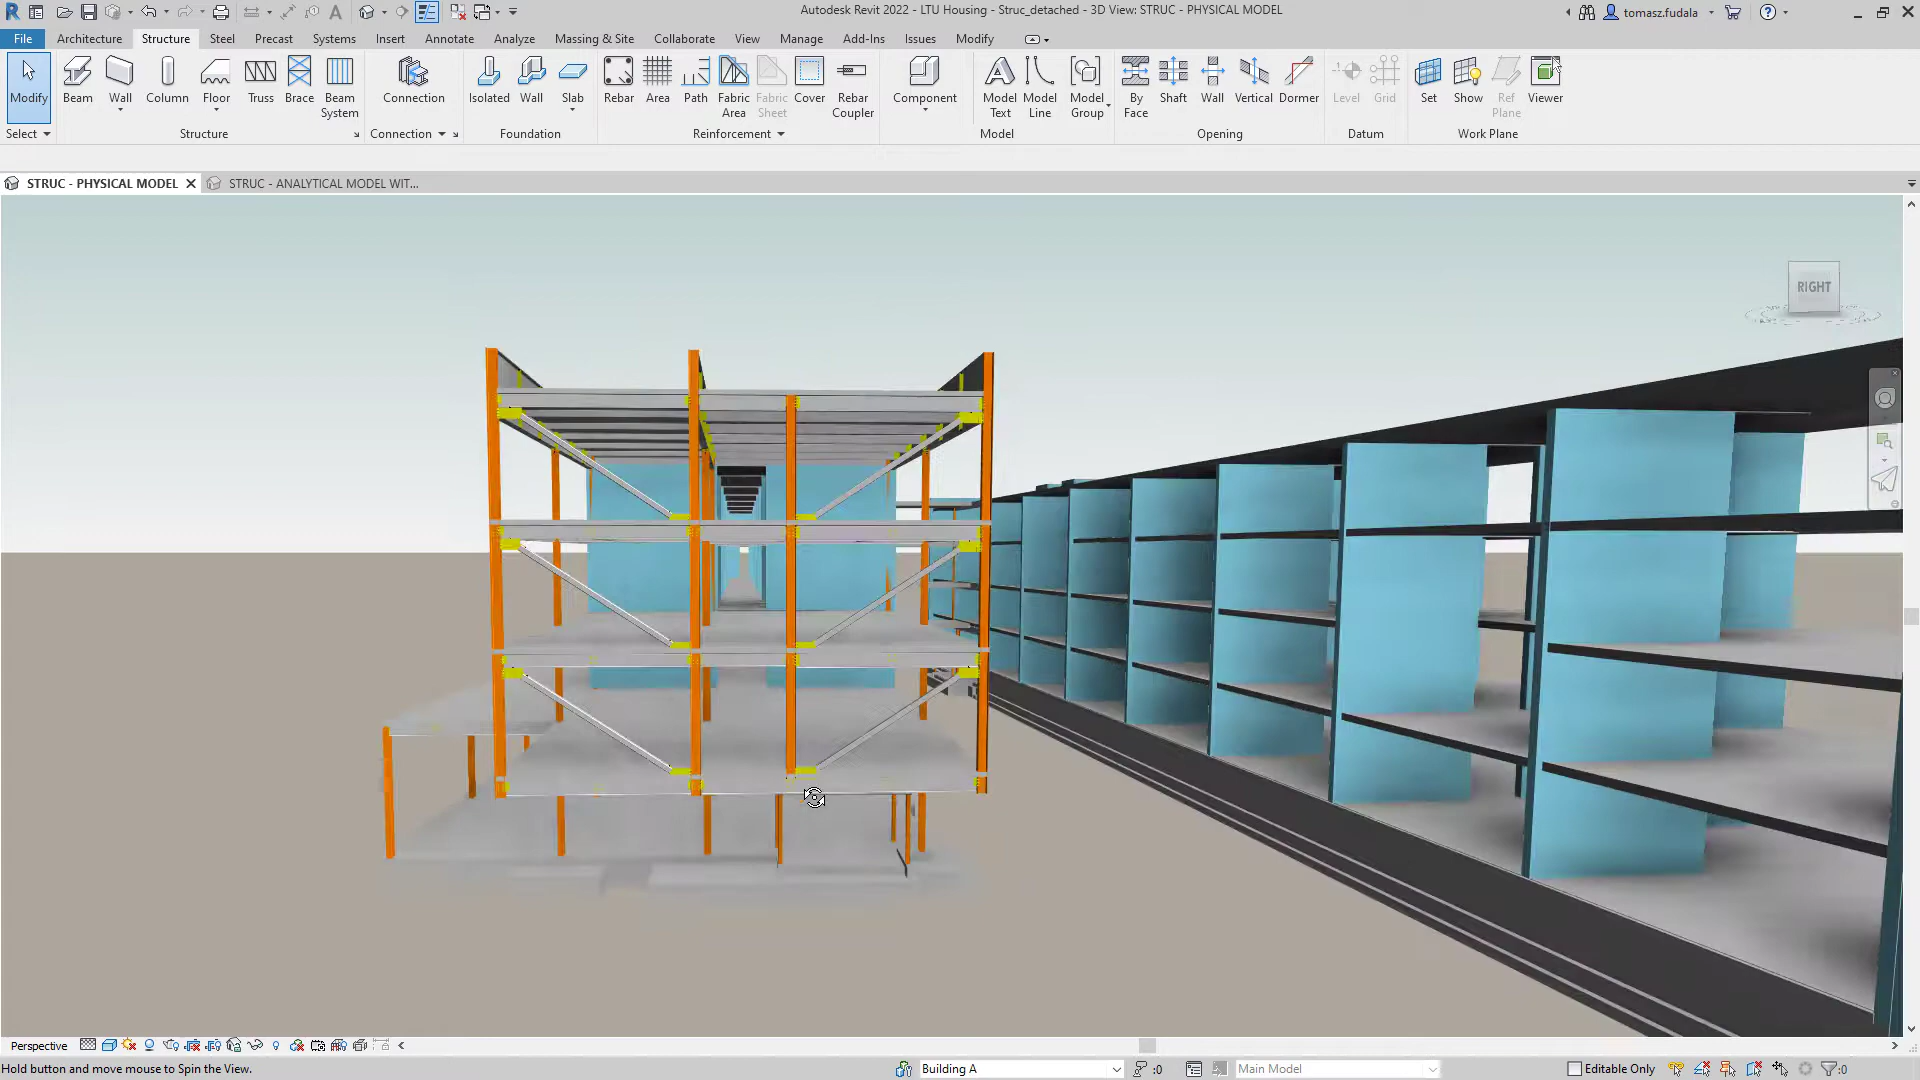 Autodesk Revit 2022 - LTU Housing - Struc_detached - 3D View: STRUC - PHYSICAL MODEL
tomasz.fudala
File Architecture Structure Steel Precast Systems Insert Annotate Analyze Massing & Site Collaborate View Manage Add-Ins Issues Modify
Modify Beam Wall Column Floor Truss Brace Beam System Connection Isolated Wall Slab Rebar Area Path Fabric Area Fabric Sheet Cover Rebar Coupler Component Model Text Model Line Model Group By Face Shaft Wall Vertical Dormer Level Grid Set Show Ref Plane Viewer
Select Structure Connection Foundation Reinforcement Model Opening Datum Work Plane
STRUC - PHYSICAL MODEL STRUC - ANALYTICAL MODEL WIT...
RIGHT
Perspective
Hold button and move mouse to Spin the View.
Building A
:0
Main Model
Editable Only
:0